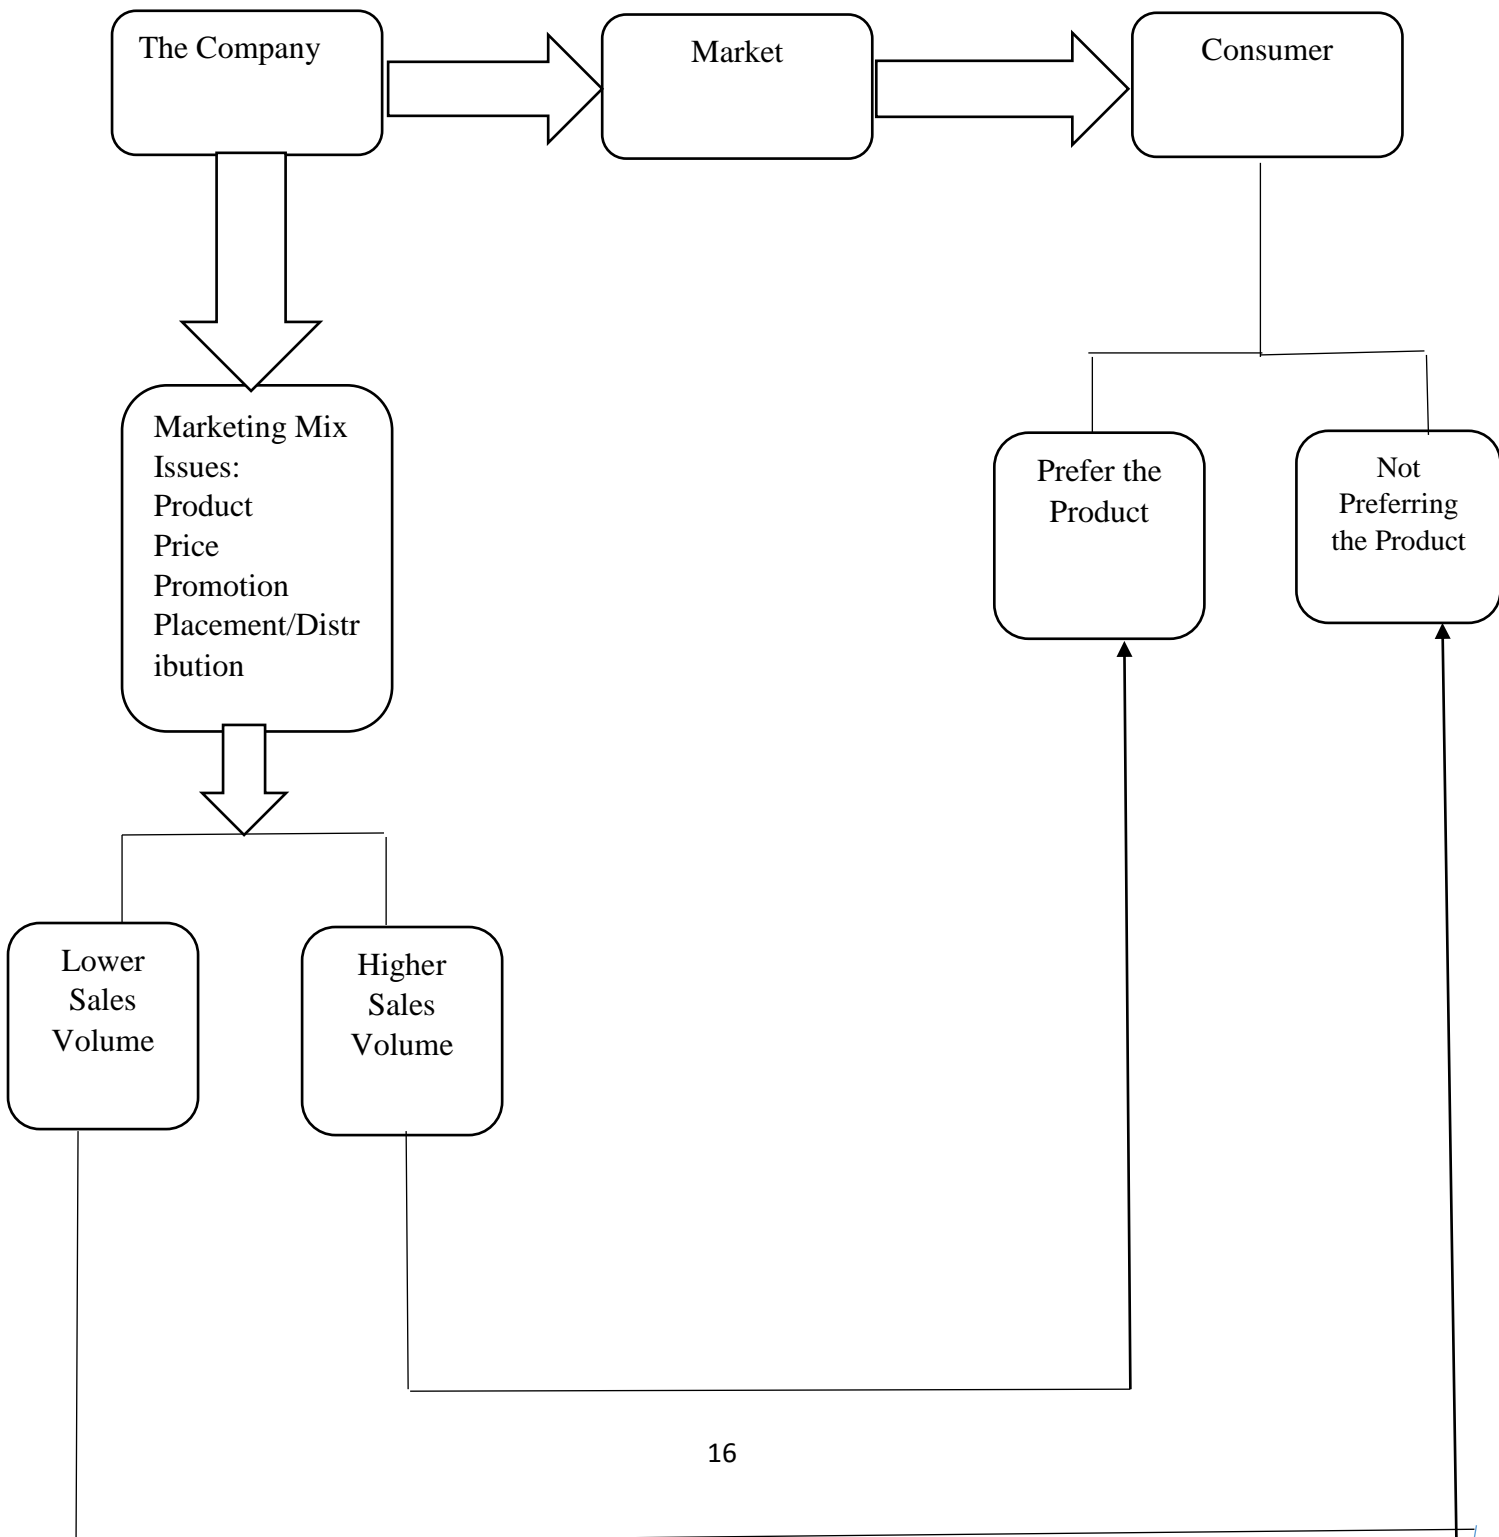 The Company
Market
Consumer
Marketing Mix
Issues:
Product
Price
Promotion
Placement/Distr
ibution
Prefer the
Product
Not
Preferring
the Product
Lower
Sales
Volume
Higher
Sales
Volume
16